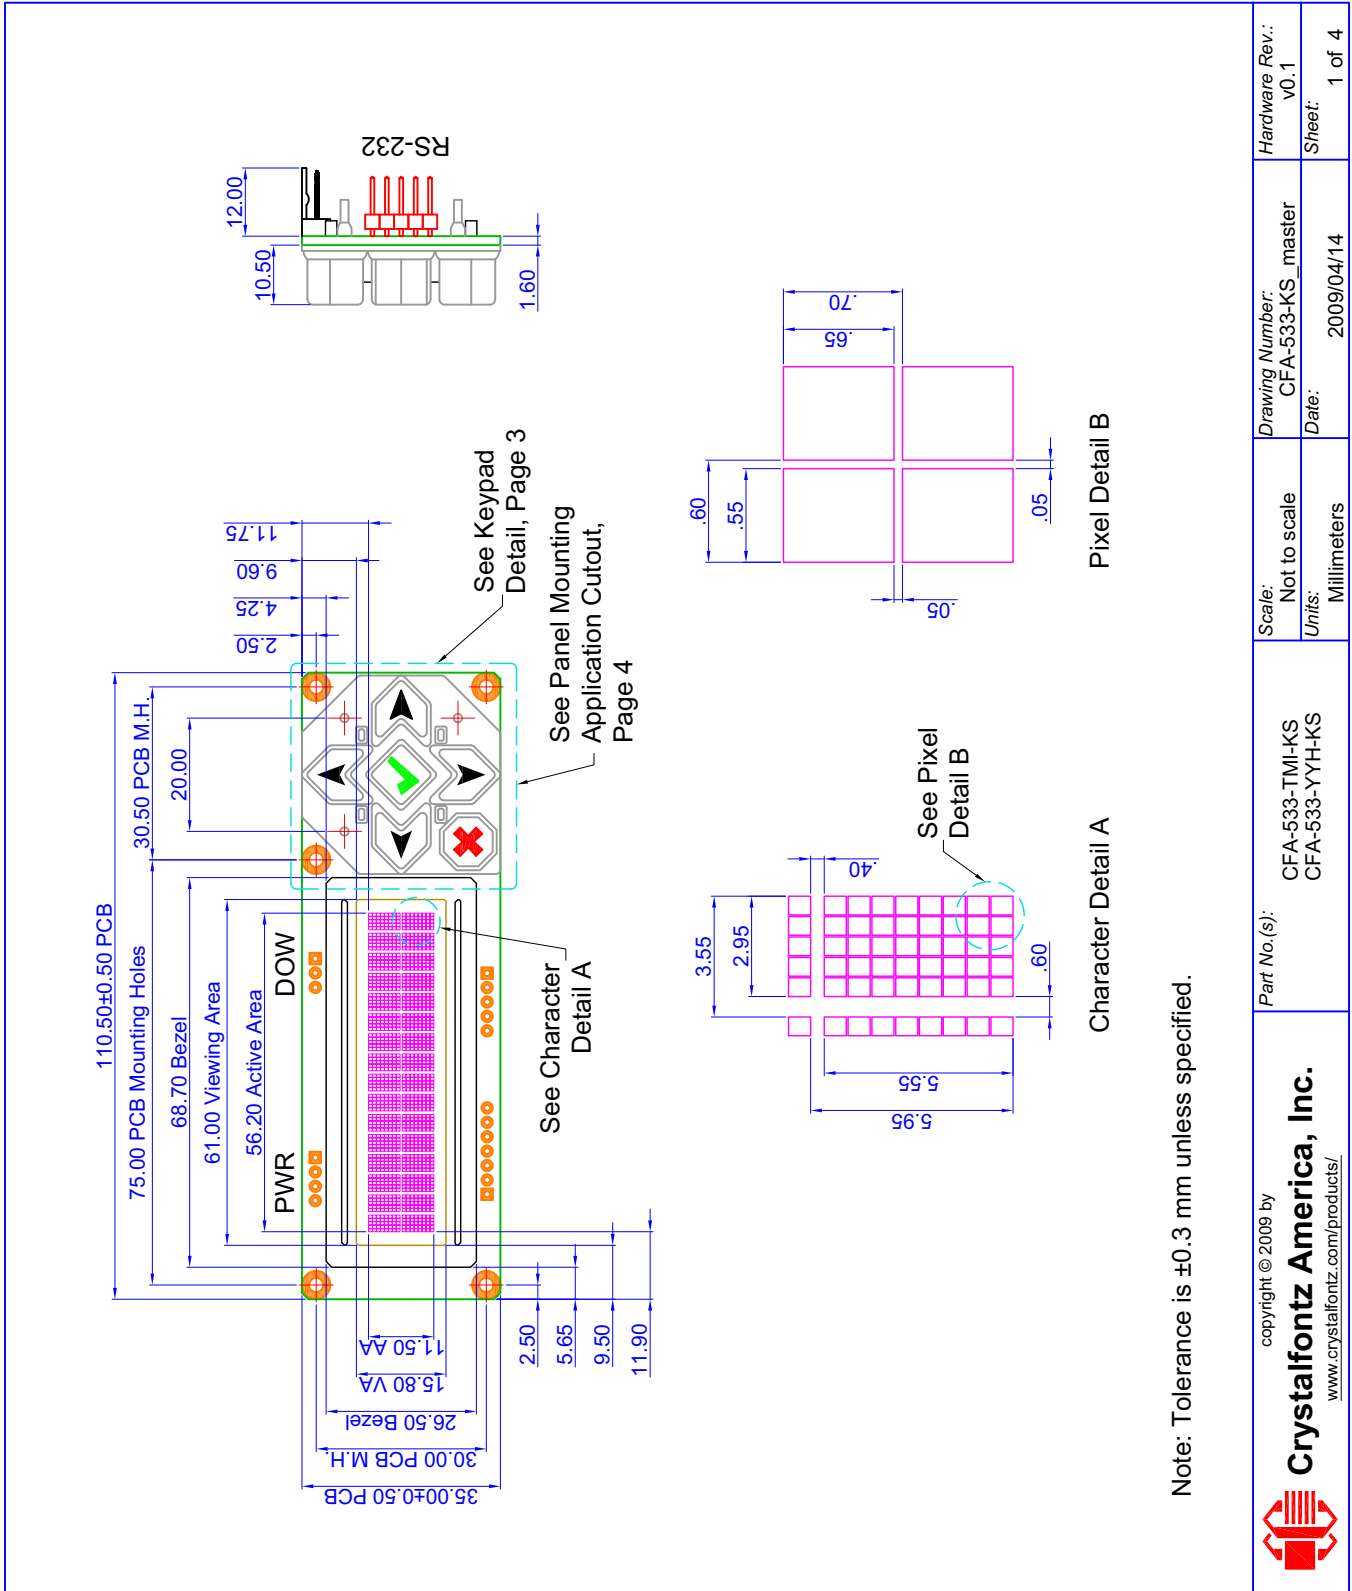 110.50±0.50 PCB
75.00 PCB Mounting Holes
30.50 PCB M.H.
68.70 Bezel
20.00
61.00 Viewing Area
56.20 Active Area
PWR
DOW
2.50
4.25
9.60
11.75
35.00±0.50 PCB
30.00 PCB M.H.
26.50 Bezel
15.80 VA
11.50 AA
2.50
5.65
9.50
11.90
See Character
Detail A
See Keypad
Detail, Page 3
See Panel Mounting
Application Cutout,
Page 4
10.50
12.00
1.60
RS-232
3.55
2.95
.40
5.95
5.55
.60
See Pixel
Detail B
Character Detail A
.60
.55
.70
.65
.05
.05
Pixel Detail B
Note: Tolerance is ±0.3 mm unless specified.
copyright © 2009 by
Crystalfontz America, Inc.
www.crystalfontz.com/products/
Part No.(s):
CFA-533-TMI-KS
CFA-533-YYH-KS
Scale:
Not to scale
Units:
Millimeters
Drawing Number:
CFA-533-KS_master
Date:
2009/04/14
Hardware Rev.:
v0.1
Sheet:
1 of 4